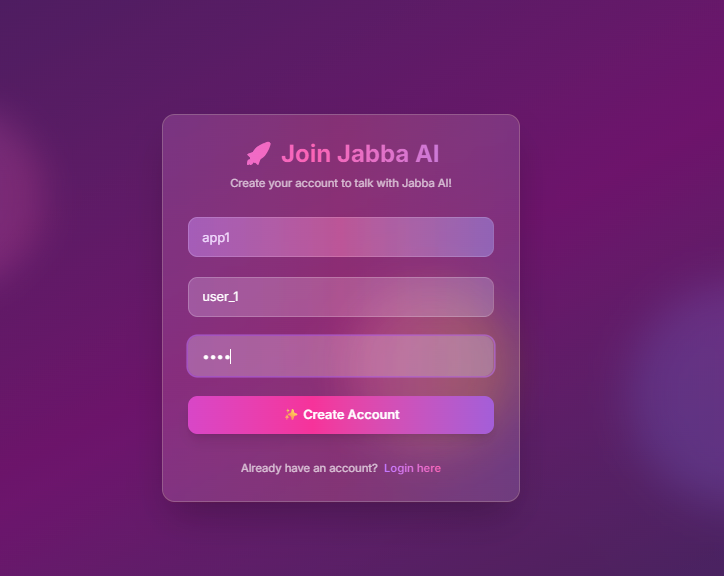 Join Jabba AI
Create your account to talk with Jabba AI!
app1
user_1
••••
✨ Create Account
Already have an account? Login here